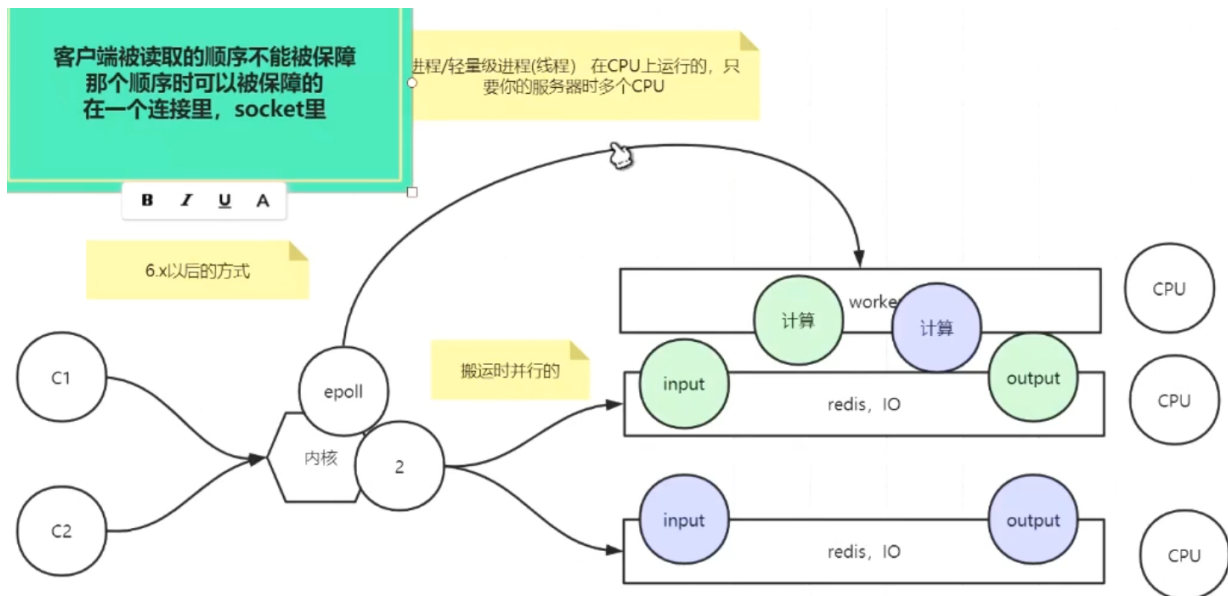 客户端被读取的顺序不能被保障
那个顺序时可以被保障的
在一个连接里，socket里
进程/轻量级进程(线程） 在CPU上运行的，只
要你的服务器时多个CPU
B I U A
6.x以后的方式
搬运时并行的
C1
C2
epoll
内核
2
worke
计算
计算
CPU
input
redis，IO
output
CPU
input
redis，IO
output
CPU